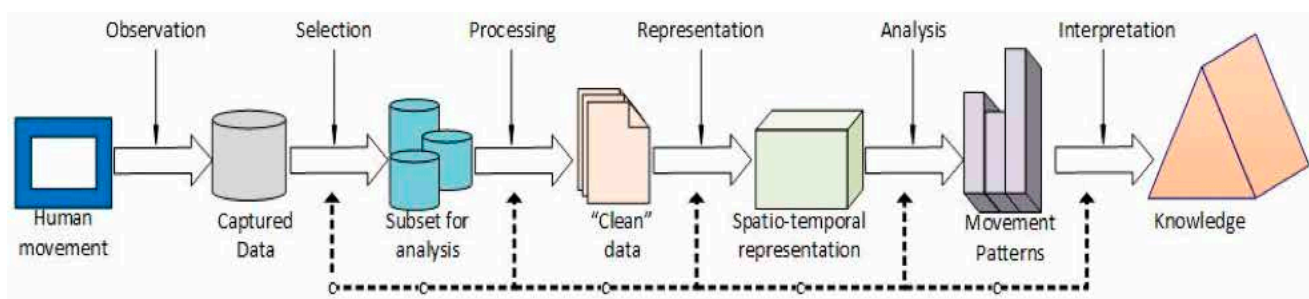 Observation Selection Processing Representation Analysis Interpretation
Human
movement
Captured
Data
Subset for
analysis
“Clean”
data
Spatio-temporal
representation
Movement
Patterns
Knowledge
c c c c c